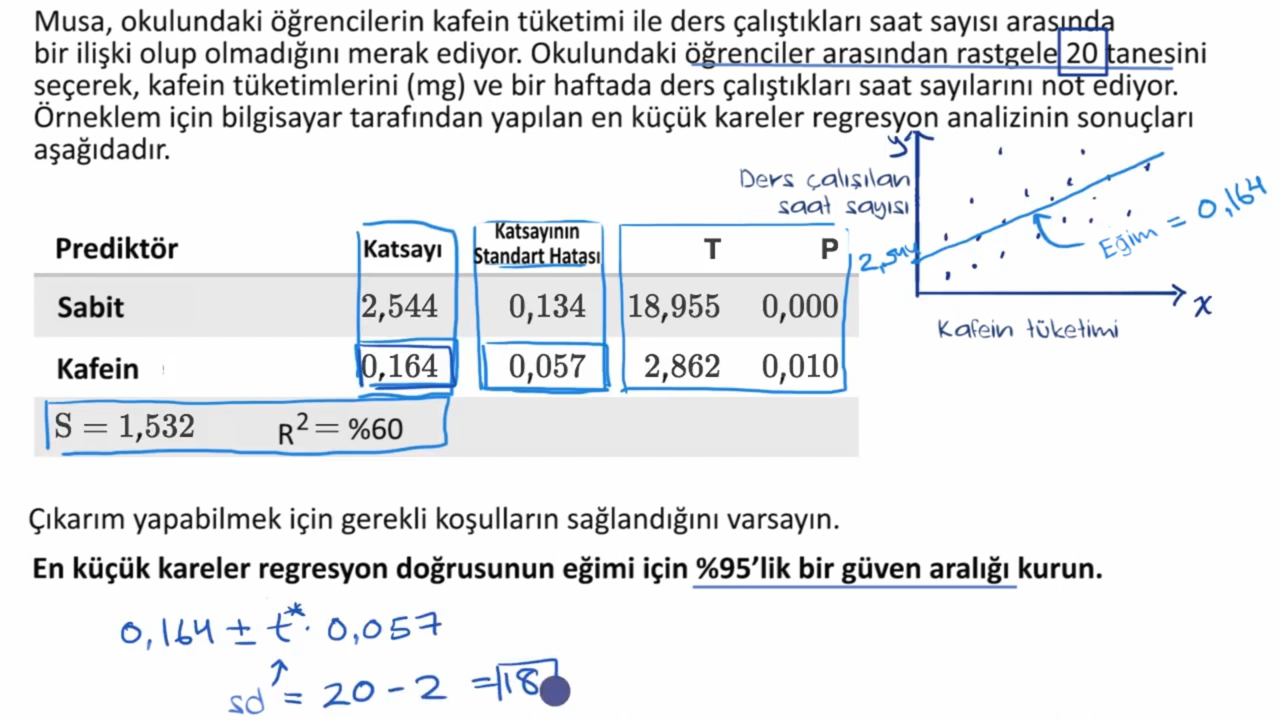 Musa, okulundaki öğrencilerin kafein tüketimi ile ders çalıştıkları saat sayısı arasında
bir ilişki olup olmadığını merak ediyor. Okulundaki öğrenciler arasından rastgele 20 tanesini
seçerek, kafein tüketimlerini (mg) ve bir haftada ders çalıştıkları saat sayılarını not ediyor.
Örneklem için bilgisayar tarafından yapılan en küçük kareler regresyon analizinin sonuçları
aşağıdadır.
y
Ders çalışılan
saat sayısı
Eğim = 0,164
2,544
x
Kafein tüketimi
Prediktör Katsayı Katsayının Standart Hatası T P
Sabit 2,544 0,134 18,955 0,000
Kafein 0,164 0,057 2,862 0,010
S = 1,532 R² = %60
Çıkarım yapabilmek için gerekli koşulların sağlandığını varsayın.
En küçük kareler regresyon doğrusunun eğimi için %95'lik bir güven aralığı kurun.
0,164 ± t* · 0,057
sd = 20 - 2 = 18